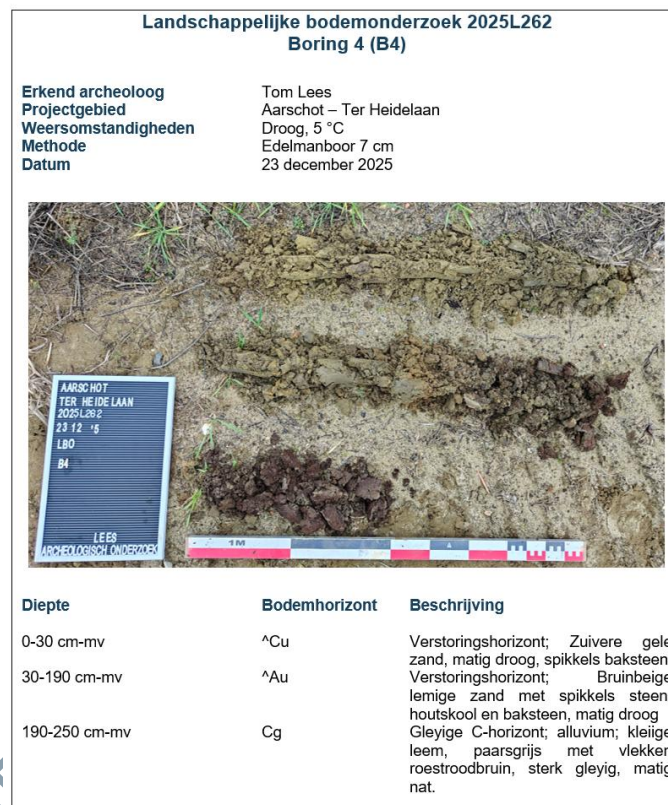 Landschappelijke bodemonderzoek 2025L262
Boring 4 (B4)
Erkend archeoloog Tom Lees
Projectgebied Aarschot – Ter Heidelaan
Weersomstandigheden Droog, 5 °C
Methode Edelmanboor 7 cm
Datum 23 december 2025
AARSCHOT
TER HEIDELAAN
2025L262
23 12 '5
LBO
B4
LEES
ARCHEOLOGISCH ONDERZOEK
1M
Diepte Bodemhorizont Beschrijving
0-30 cm-mv ^Cu Verstoringshorizont; Zuivere gele
zand, matig droog, spikkels baksteen
30-190 cm-mv ^Au Verstoringshorizont; Bruinbeige
lemige zand met spikkels steen
houtskool en baksteen, matig droog
190-250 cm-mv Cg Gleyige C-horizont; alluvium; kleiige
leem, paarsgrijs met vlekken
roestroodbruin, sterk gleyig, matig
nat.